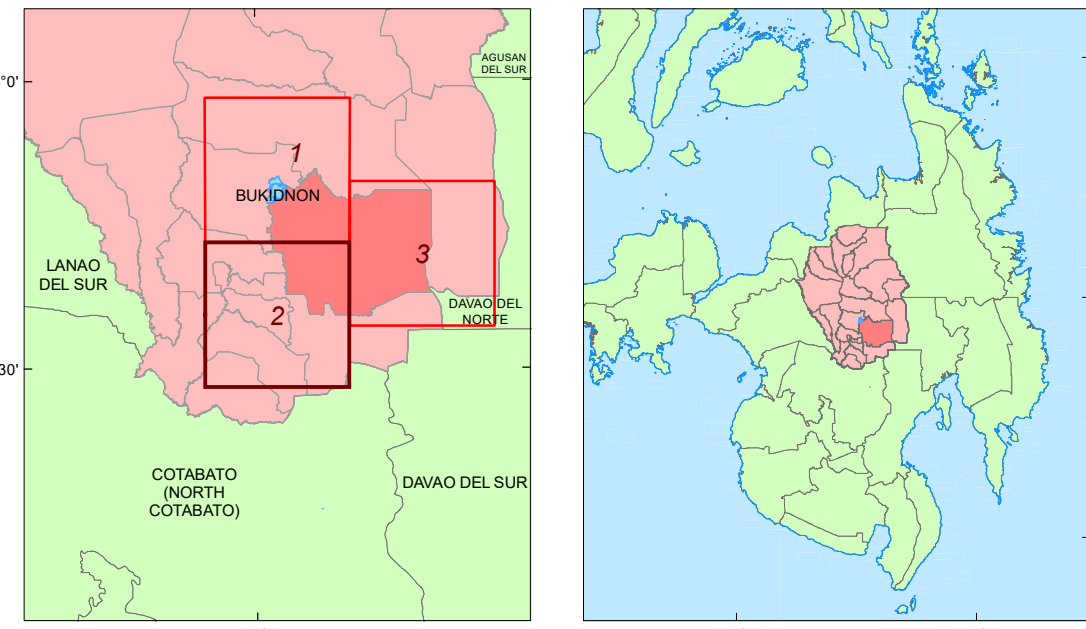 AGUSAN
DEL SUR
°0'
1
BUKIDNON
3
LANAO
DEL SUR
DAVAO DEL
NORTE
2
30'
COTABATO
(NORTH
COTABATO)
DAVAO DEL SUR